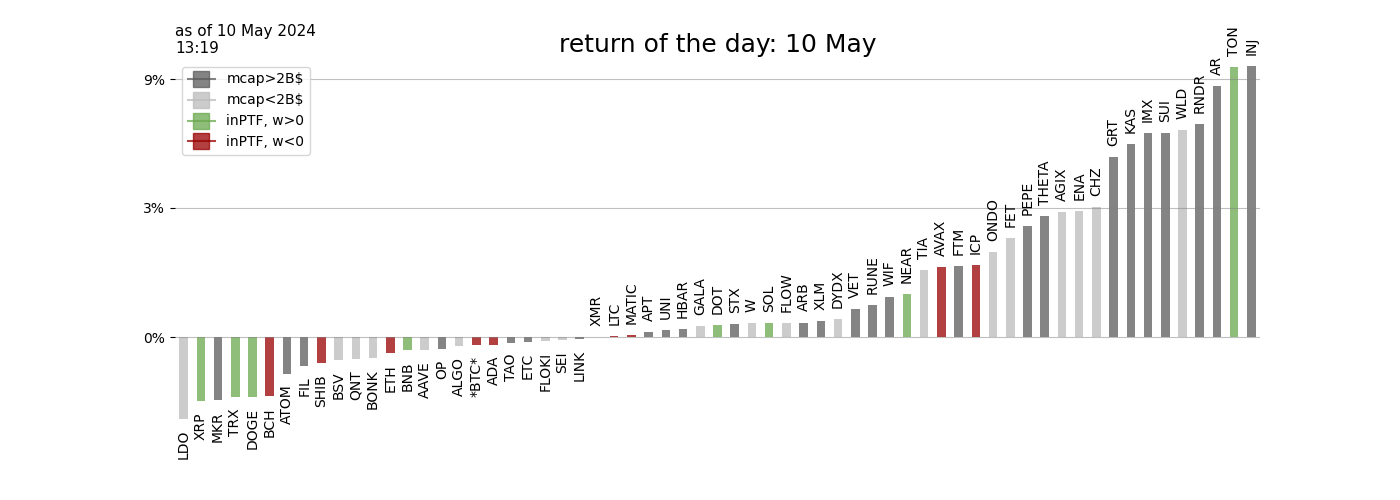 as of 10 May 2024
13:19
return of the day: 10 May
mcap>2B$
mcap<2B$
inPTF, w>0
inPTF, w<0
9%
3%
0%
LDO
XRP
MKR
TRX
DOGE
BCH
ATOM
FIL
SHIB
BSV
QNT
BONK
ETH
BNB
AAVE
OP
ALGO
*BTC*
ADA
TAO
ETC
FLOKI
SEI
LINK
XMR
LTC
MATIC
APT
UNI
HBAR
GALA
DOT
STX
W
SOL
FLOW
ARB
XLM
DYDX
VET
RUNE
WIF
NEAR
TIA
AVAX
FTM
ICP
ONDO
FET
PEPE
THETA
AGIX
ENA
CHZ
GRT
KAS
IMX
SUI
WLD
RNDR
AR
TON
INJ